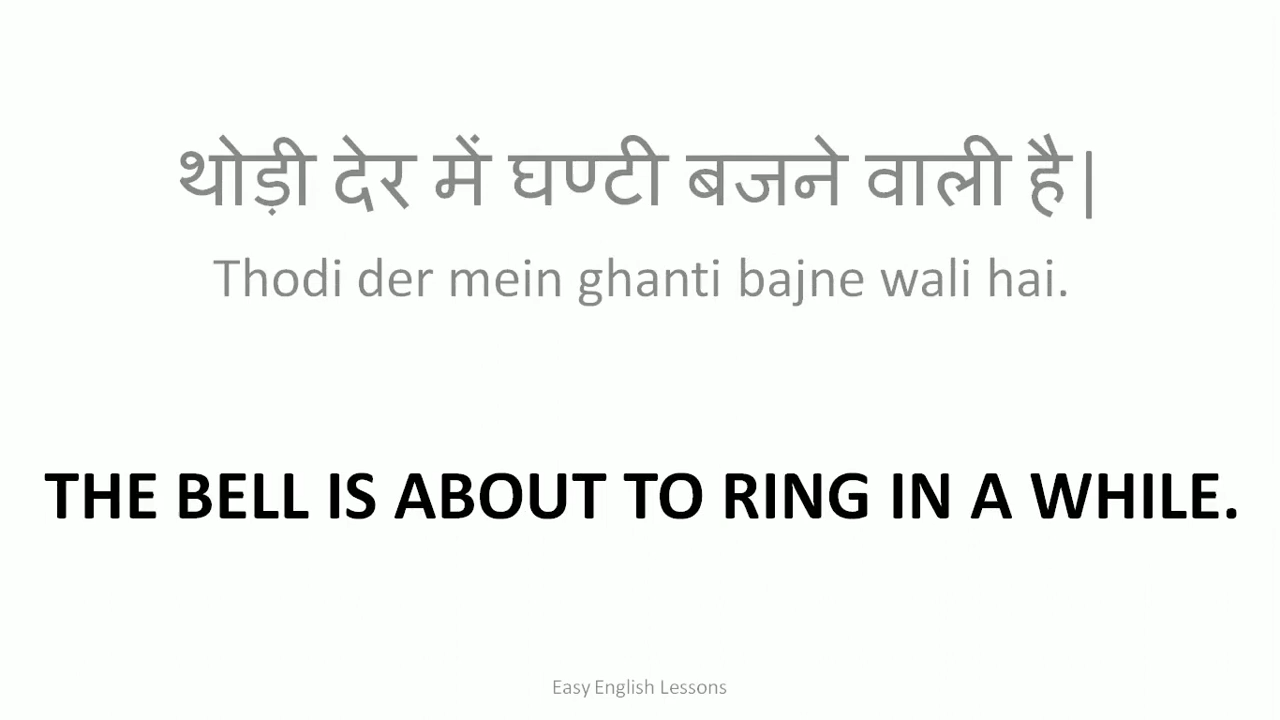 थोड़ी देर में घण्टी बजने वाली है|
Thodi der mein ghanti bajne wali hai.
THE BELL IS ABOUT TO RING IN A WHILE.
Easy English Lessons